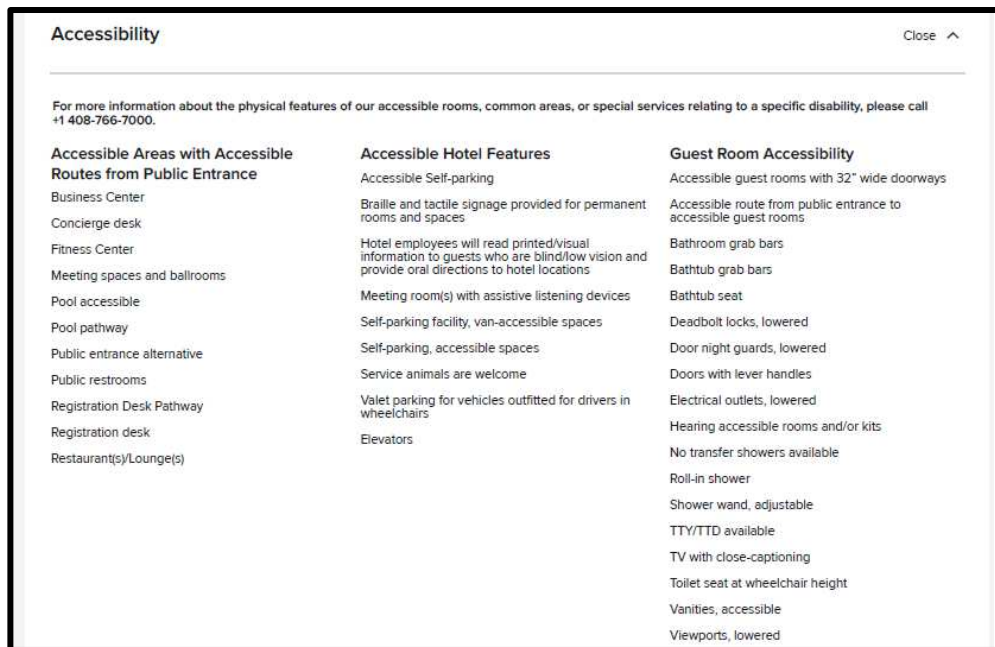 Accessibility
Close
For more information about the physical features of our accessible rooms, common areas, or special services relating to a specific disability, please call
+1 408-766-7000.
Accessible Areas with Accessible
Routes from Public Entrance
Business Center
Concierge desk
Fitness Center
Meeting spaces and ballrooms
Pool accessible
Pool pathway
Public entrance alternative
Public restrooms
Registration Desk Pathway
Registration desk
Restaurant(s)/Lounge(s)
Accessible Hotel Features
Accessible Self-parking
Braille and tactile signage provided for permanent
rooms and spaces
Hotel employees will read printed/visual
information to guests who are blind/low vision and
provide oral directions to hotel locations
Meeting room(s) with assistive listening devices
Self-parking facility, van-accessible spaces
Self-parking, accessible spaces
Service animals are welcome
Valet parking for vehicles outfitted for drivers in
wheelchairs
Elevators
Guest Room Accessibility
Accessible guest rooms with 32" wide doorways
Accessible route from public entrance to
accessible guest rooms
Bathroom grab bars
Bathtub grab bars
Bathtub seat
Deadbolt locks, lowered
Door night guards, lowered
Doors with lever handles
Electrical outlets, lowered
Hearing accessible rooms and/or kits
No transfer showers available
Roll-in shower
Shower wand, adjustable
TTY/TTD available
TV with close-captioning
Toilet seat at wheelchair height
Vanities, accessible
Viewports, lowered